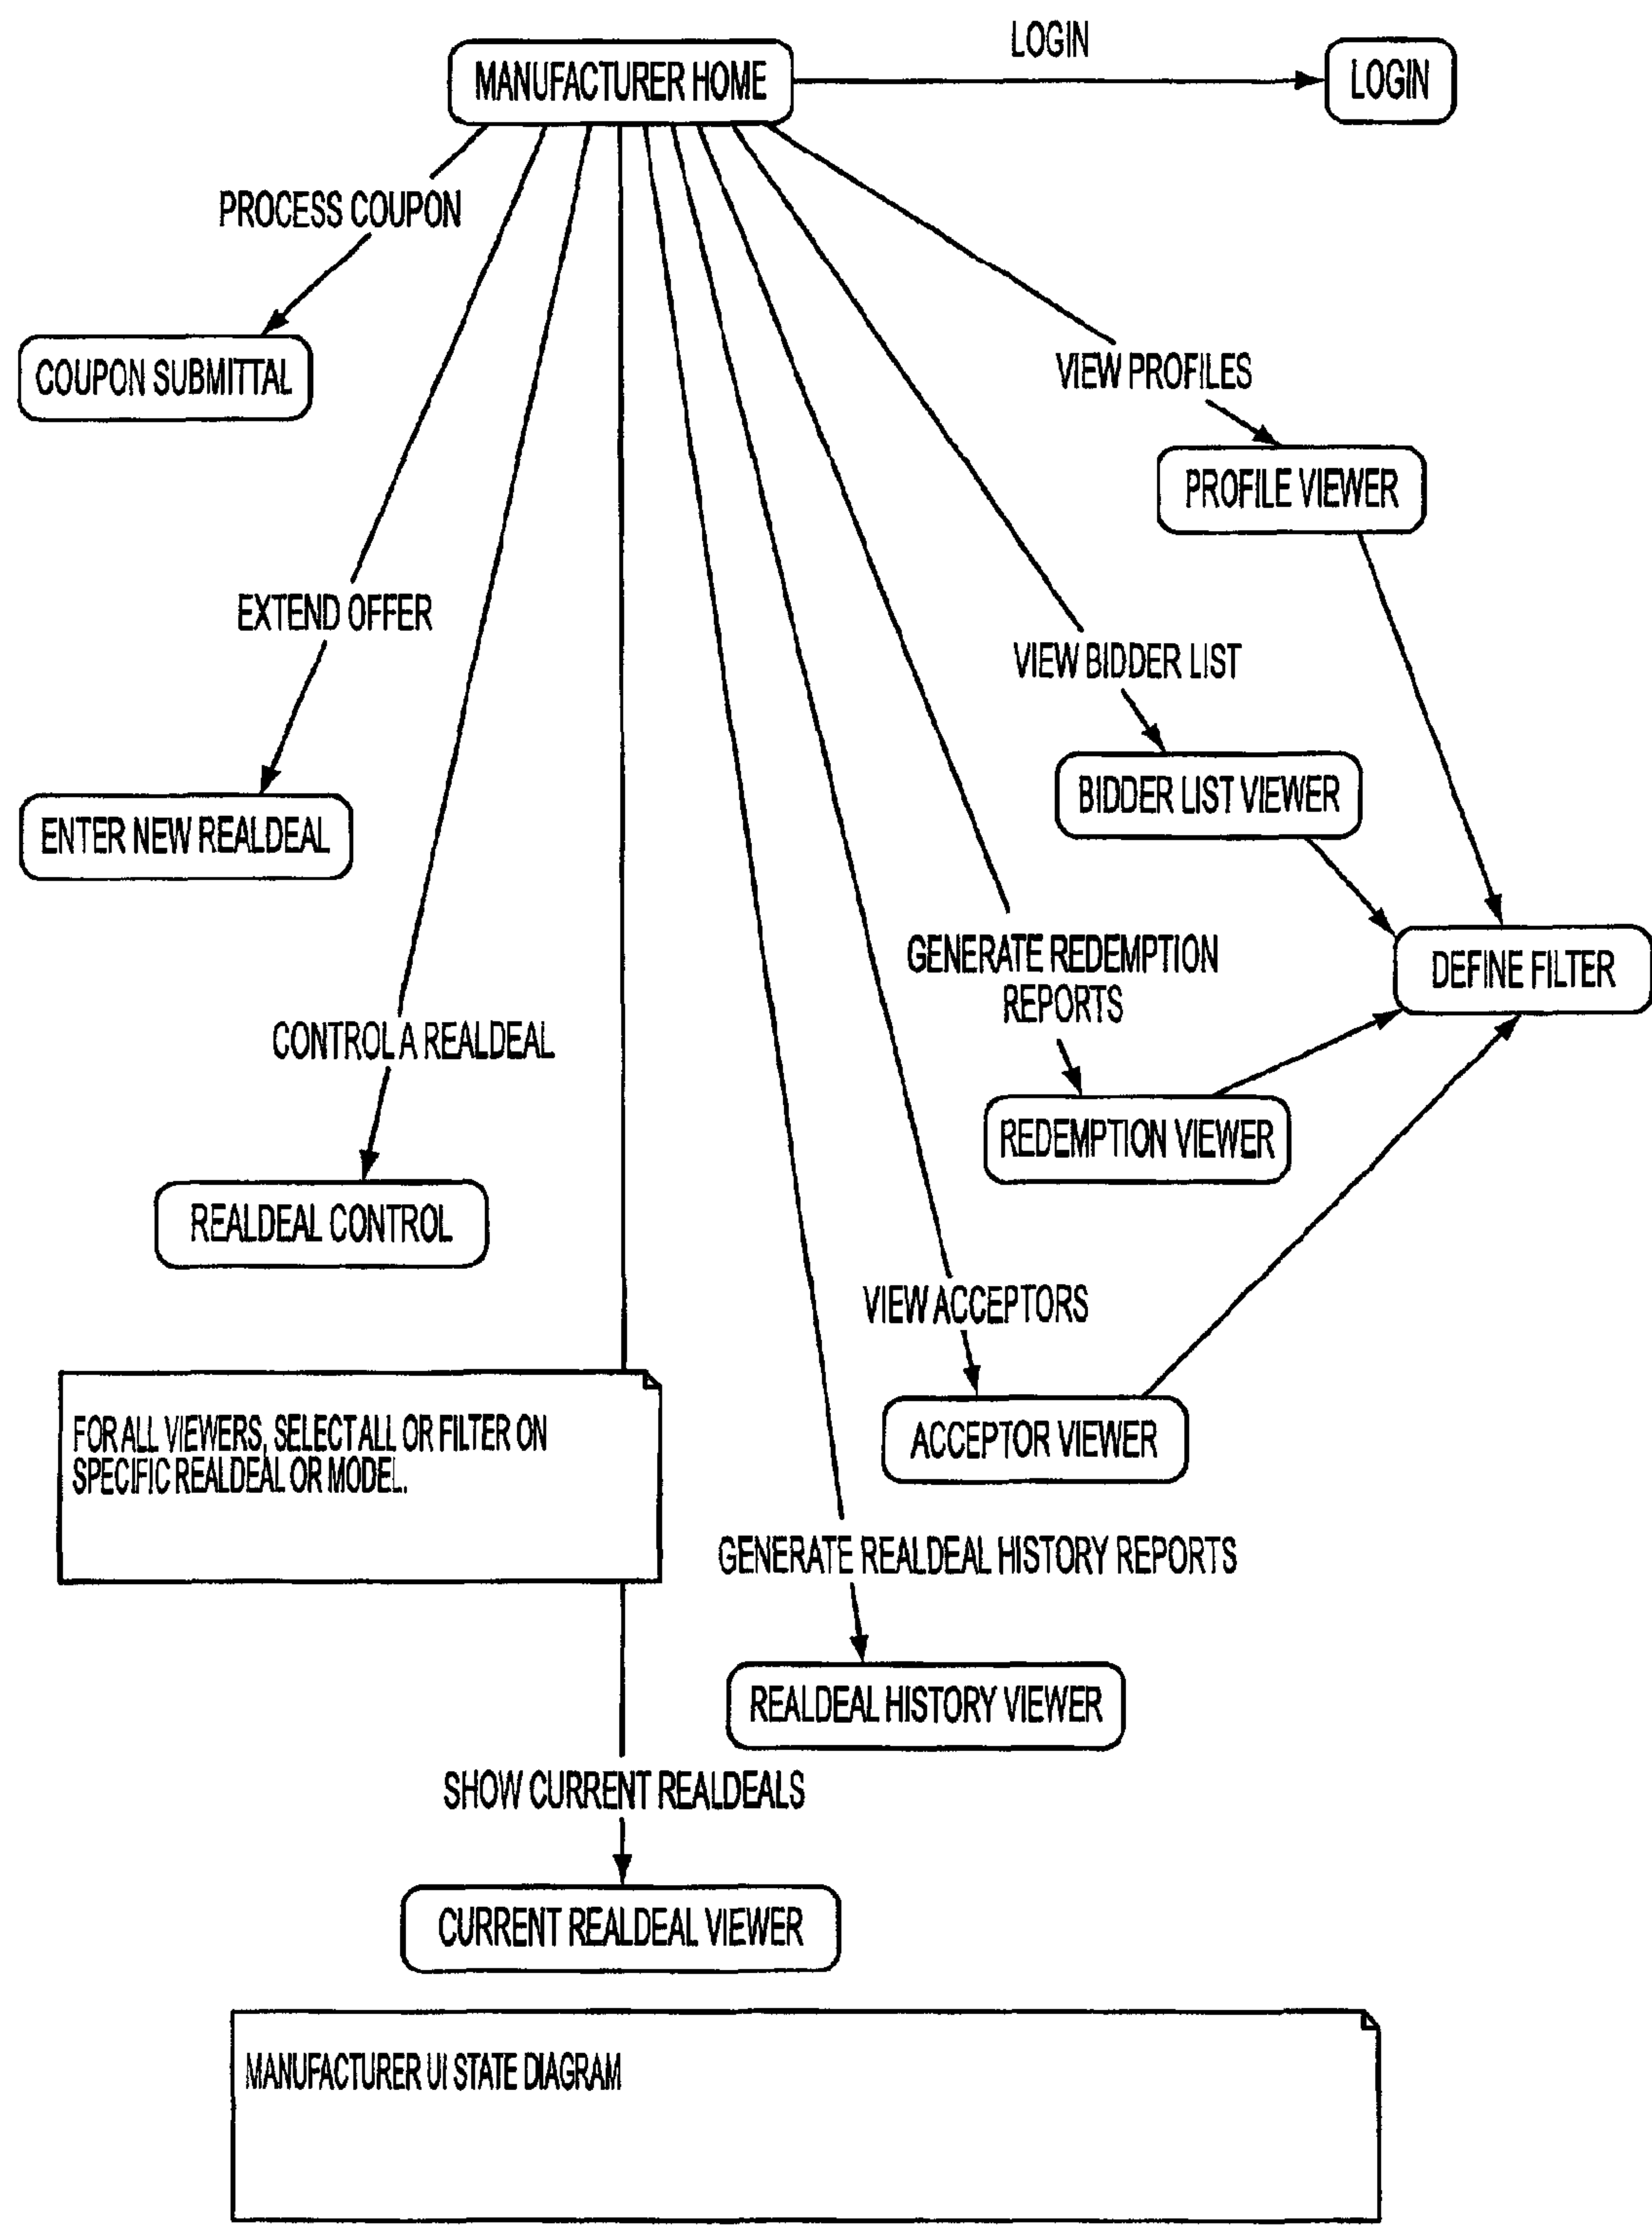 LOGIN
MANUFACTURER HOME
LOGIN
PROCESS COUPON
COUPON SUBMITTAL
VIEW PROFILES
PROFILE VIEWER
EXTEND OFFER
VIEW BIDDER LIST
ENTER NEW REALDEAL
BIDDER LIST VIEWER
GENERATE REDEMPTION
REPORTS
DEFINE FILTER
CONTROL A REALDEAL
REDEMPTION VIEWER
REALDEAL CONTROL
VIEW ACCEPTORS
FOR ALL VIEWERS, SELECT ALL OR FILTER ON
SPECIFIC REALDEAL OR MODEL.
ACCEPTOR VIEWER
GENERATE REALDEAL HISTORY REPORTS
REALDEAL HISTORY VIEWER
SHOW CURRENT REALDEALS
CURRENT REALDEAL VIEWER
MANUFACTURER UI STATE DIAGRAM